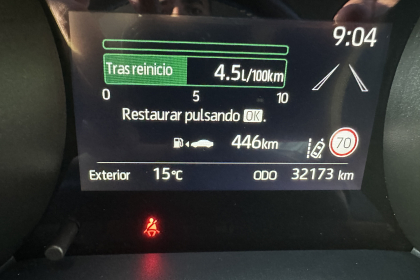 9:04
Tras reinicio 4.5L/100km
0 5 10
Restaurar pulsando OK.
446km
70
Exterior 15°C ODO 32173 km